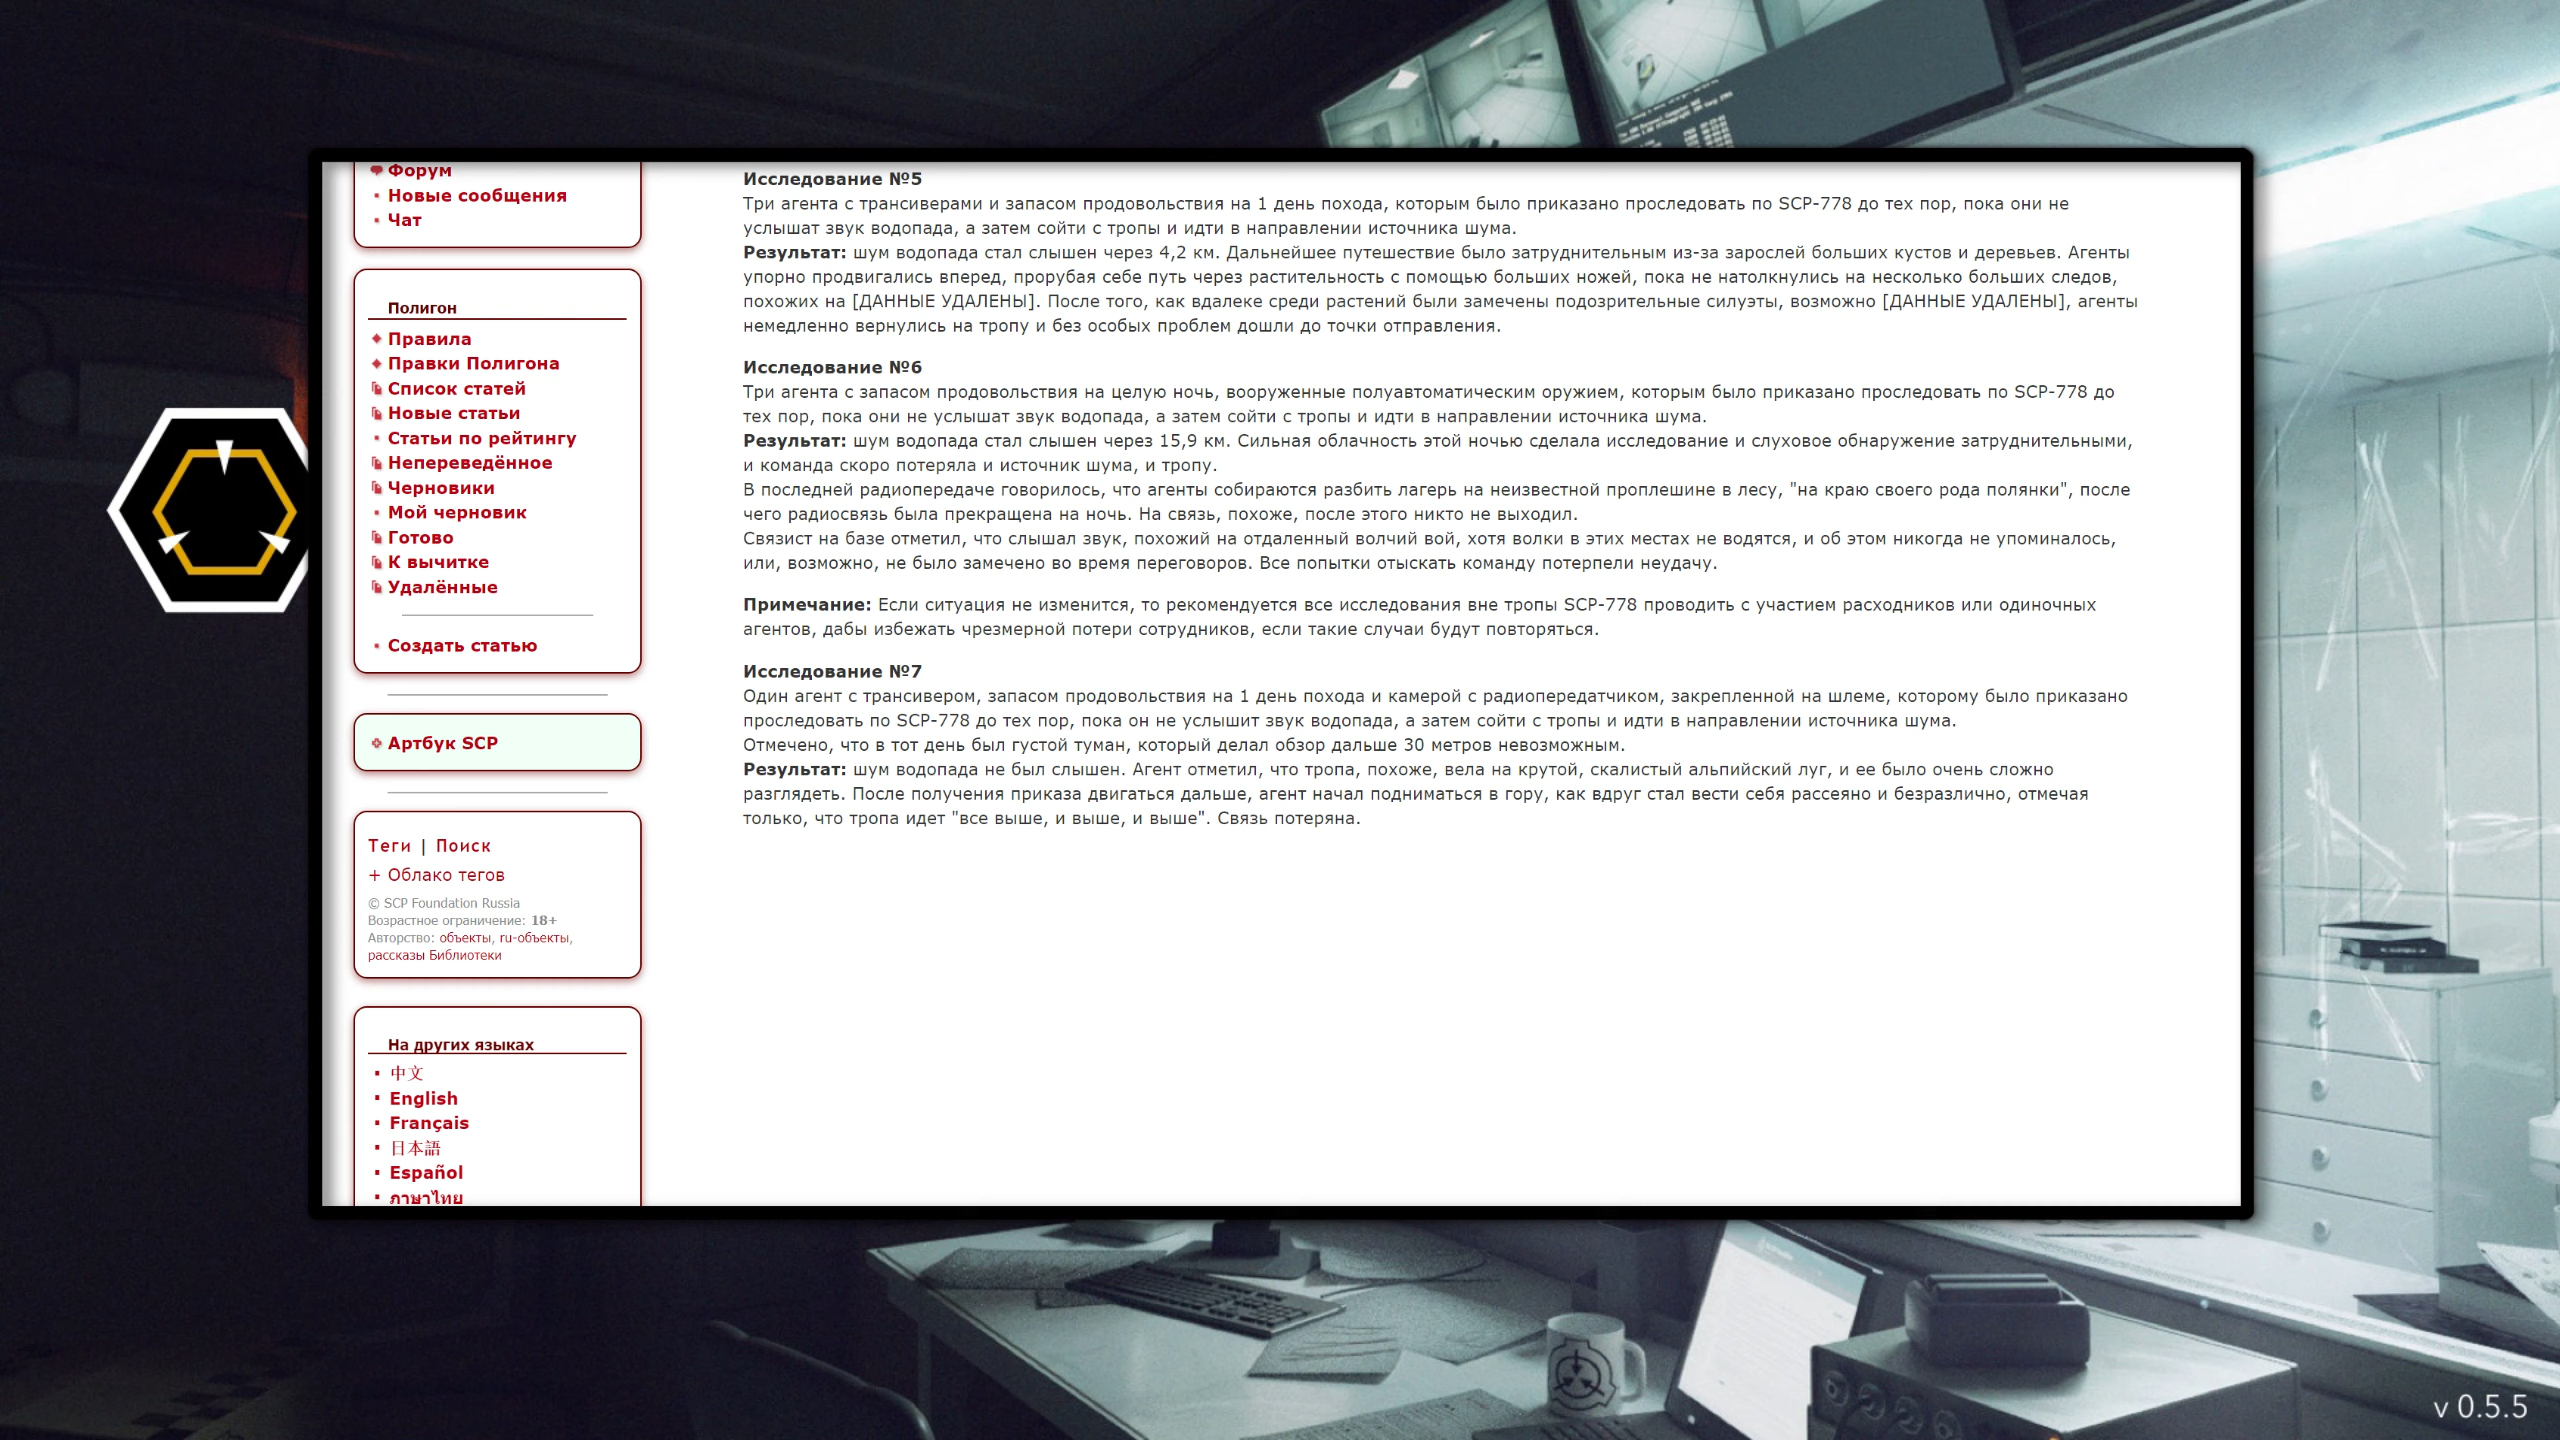 Форум
Новые сообщения
Чат
Полигон
Правила
Правки Полигона
Список статей
Новые статьи
Статьи по рейтингу
Непереведённое
Черновики
Мой черновик
Готово
К вычитке
Удалённые
Создать статью
Артбук SCP
Теги | Поиск
+ Облако тегов
© SCP Foundation Russia
Возрастное ограничение: 18+
Авторство: объекты, ru-объекты,
рассказы Библиотеки
На других языках
中文
English
Français
日本語
Español
ภาษาไทย
Исследование №5
Три агента с трансиверами и запасом продовольствия на 1 день похода, которым было приказано проследовать по SCP-778 до тех пор, пока они не
услышат звук водопада, а затем сойти с тропы и идти в направлении источника шума.
Результат: шум водопада стал слышен через 4,2 км. Дальнейшее путешествие было затруднительным из-за зарослей больших кустов и деревьев. Агенты
упорно продвигались вперед, прорубая себе путь через растительность с помощью больших ножей, пока не натолкнулись на несколько больших следов,
похожих на [ДАННЫЕ УДАЛЕНЫ]. После того, как вдалеке среди растений были замечены подозрительные силуэты, возможно [ДАННЫЕ УДАЛЕНЫ], агенты
немедленно вернулись на тропу и без особых проблем дошли до точки отправления.
Исследование №6
Три агента с запасом продовольствия на целую ночь, вооруженные полуавтоматическим оружием, которым было приказано проследовать по SCP-778 до
тех пор, пока они не услышат звук водопада, а затем сойти с тропы и идти в направлении источника шума.
Результат: шум водопада стал слышен через 15,9 км. Сильная облачность этой ночью сделала исследование и слуховое обнаружение затруднительными,
и команда скоро потеряла и источник шума, и тропу.
В последней радиопередаче говорилось, что агенты собираются разбить лагерь на неизвестной проплешине в лесу, "на краю своего рода полянки", после
чего радиосвязь была прекращена на ночь. На связь, похоже, после этого никто не выходил.
Связист на базе отметил, что слышал звук, похожий на отдаленный волчий вой, хотя волки в этих местах не водятся, и об этом никогда не упоминалось,
или, возможно, не было замечено во время переговоров. Все попытки отыскать команду потерпели неудачу.
Примечание: Если ситуация не изменится, то рекомендуется все исследования вне тропы SCP-778 проводить с участием расходников или одиночных
агентов, дабы избежать чрезмерной потери сотрудников, если такие случаи будут повторяться.
Исследование №7
Один агент с трансивером, запасом продовольствия на 1 день похода и камерой с радиопередатчиком, закрепленной на шлеме, которому было приказано
проследовать по SCP-778 до тех пор, пока он не услышит звук водопада, а затем сойти с тропы и идти в направлении источника шума.
Отмечено, что в тот день был густой туман, который делал обзор дальше 30 метров невозможным.
Результат: шум водопада не был слышен. Агент отметил, что тропа, похоже, вела на крутой, скалистый альпийский луг, и ее было очень сложно
разглядеть. После получения приказа двигаться дальше, агент начал подниматься в гору, как вдруг стал вести себя рассеяно и безразлично, отмечая
только, что тропа идет "все выше, и выше, и выше". Связь потеряна.
v 0.5.5